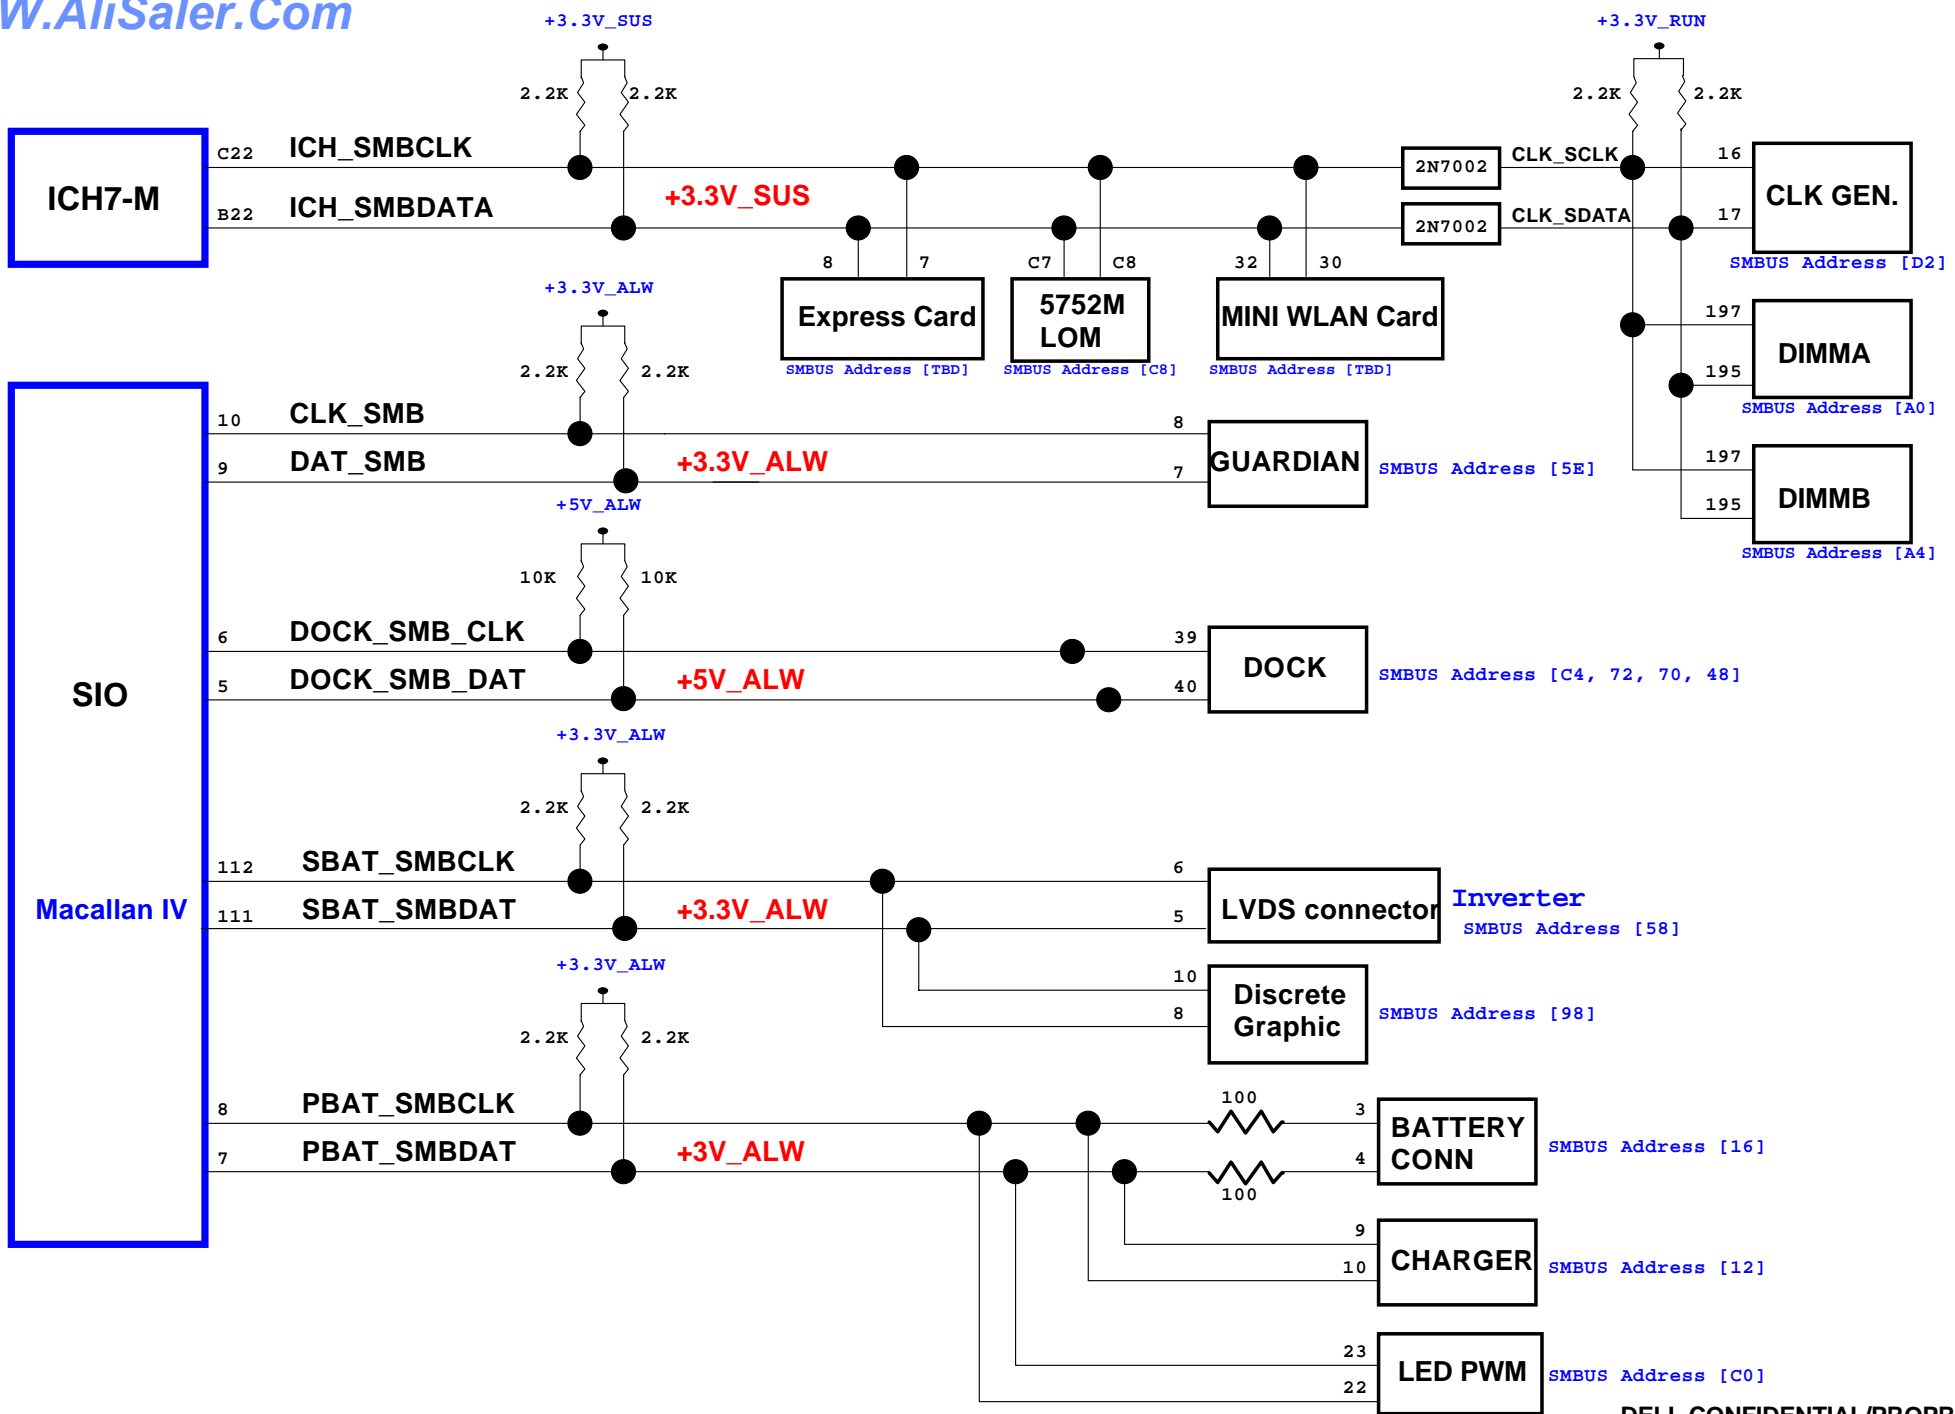 W.AliSaler.Com
+3.3V_SUS
+3.3V_RUN
2.2K
2.2K
2.2K
2.2K
ICH7-M
C22
ICH_SMBCLK
2N7002
CLK_SCLK
16
CLK GEN.
B22
ICH_SMBDATA
+3.3V_SUS
2N7002
CLK_SDATA
17
SMBUS Address [D2]
8
7
C7
C8
32
30
Express Card
5752M
LOM
MINI WLAN Card
SMBUS Address [TBD]
SMBUS Address [C8]
SMBUS Address [TBD]
197
DIMMA
195
SMBUS Address [A0]
197
DIMMB
195
SMBUS Address [A4]
+3.3V_ALW
2.2K
2.2K
SIO
Macallan IV
10
CLK_SMB
8
9
DAT_SMB
+3.3V_ALW
7
GUARDIAN
SMBUS Address [5E]
+5V_ALW
10K
10K
6
DOCK_SMB_CLK
39
5
DOCK_SMB_DAT
+5V_ALW
40
DOCK
SMBUS Address [C4, 72, 70, 48]
+3.3V_ALW
2.2K
2.2K
112
SBAT_SMBCLK
6
111
SBAT_SMBDAT
+3.3V_ALW
5
LVDS connector
Inverter
SMBUS Address [58]
10
8
Discrete
Graphic
SMBUS Address [98]
+3.3V_ALW
2.2K
2.2K
8
PBAT_SMBCLK
100
3
7
PBAT_SMBDAT
+3V_ALW
100
4
BATTERY
CONN
SMBUS Address [16]
9
10
CHARGER
SMBUS Address [12]
23
22
LED PWM
SMBUS Address [C0]